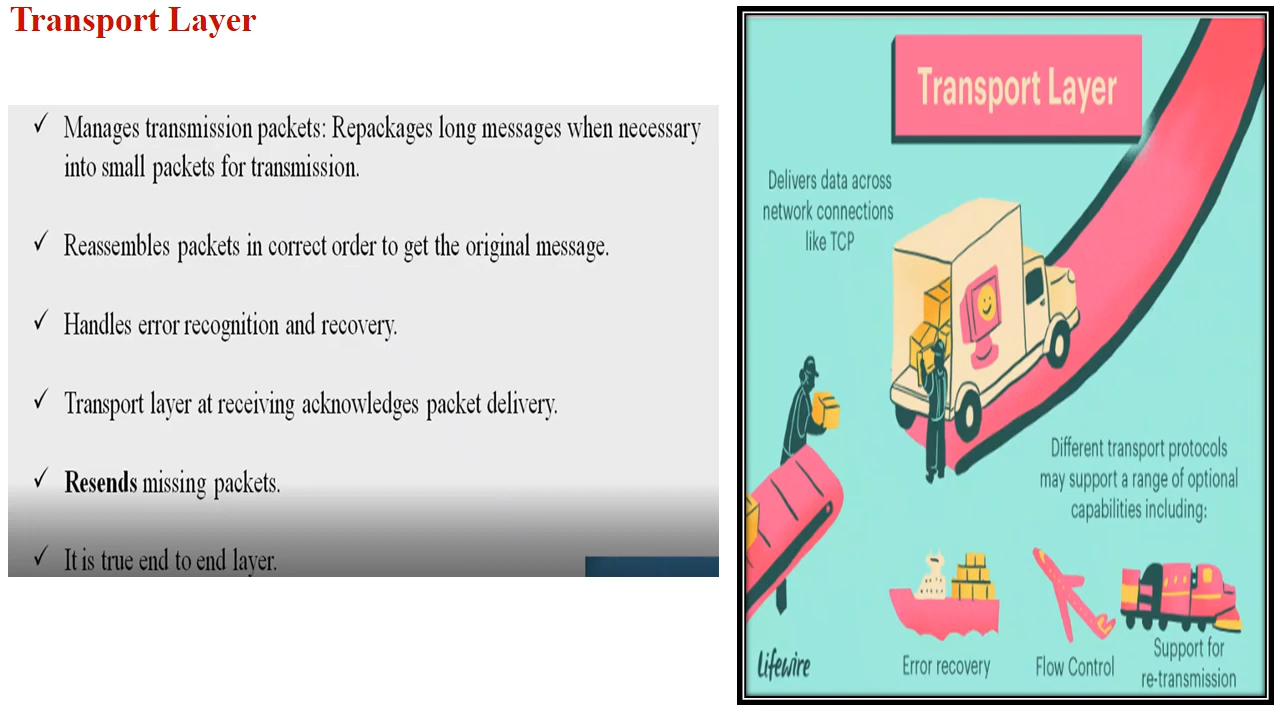 Transport Layer
✓ Manages transmission packets: Repackages long messages when necessary
into small packets for transmission.
✓ Reassembles packets in correct order to get the original message.
✓ Handles error recognition and recovery.
✓ Transport layer at receiving acknowledges packet delivery.
✓ Resends missing packets.
✓ It is true end to end layer.
Transport Layer
Delivers data across
network connections
like TCP
Different transport protocols
may support a range of optional
capabilities including:
Error recovery
Flow Control
Support for
re-transmission
lifewire